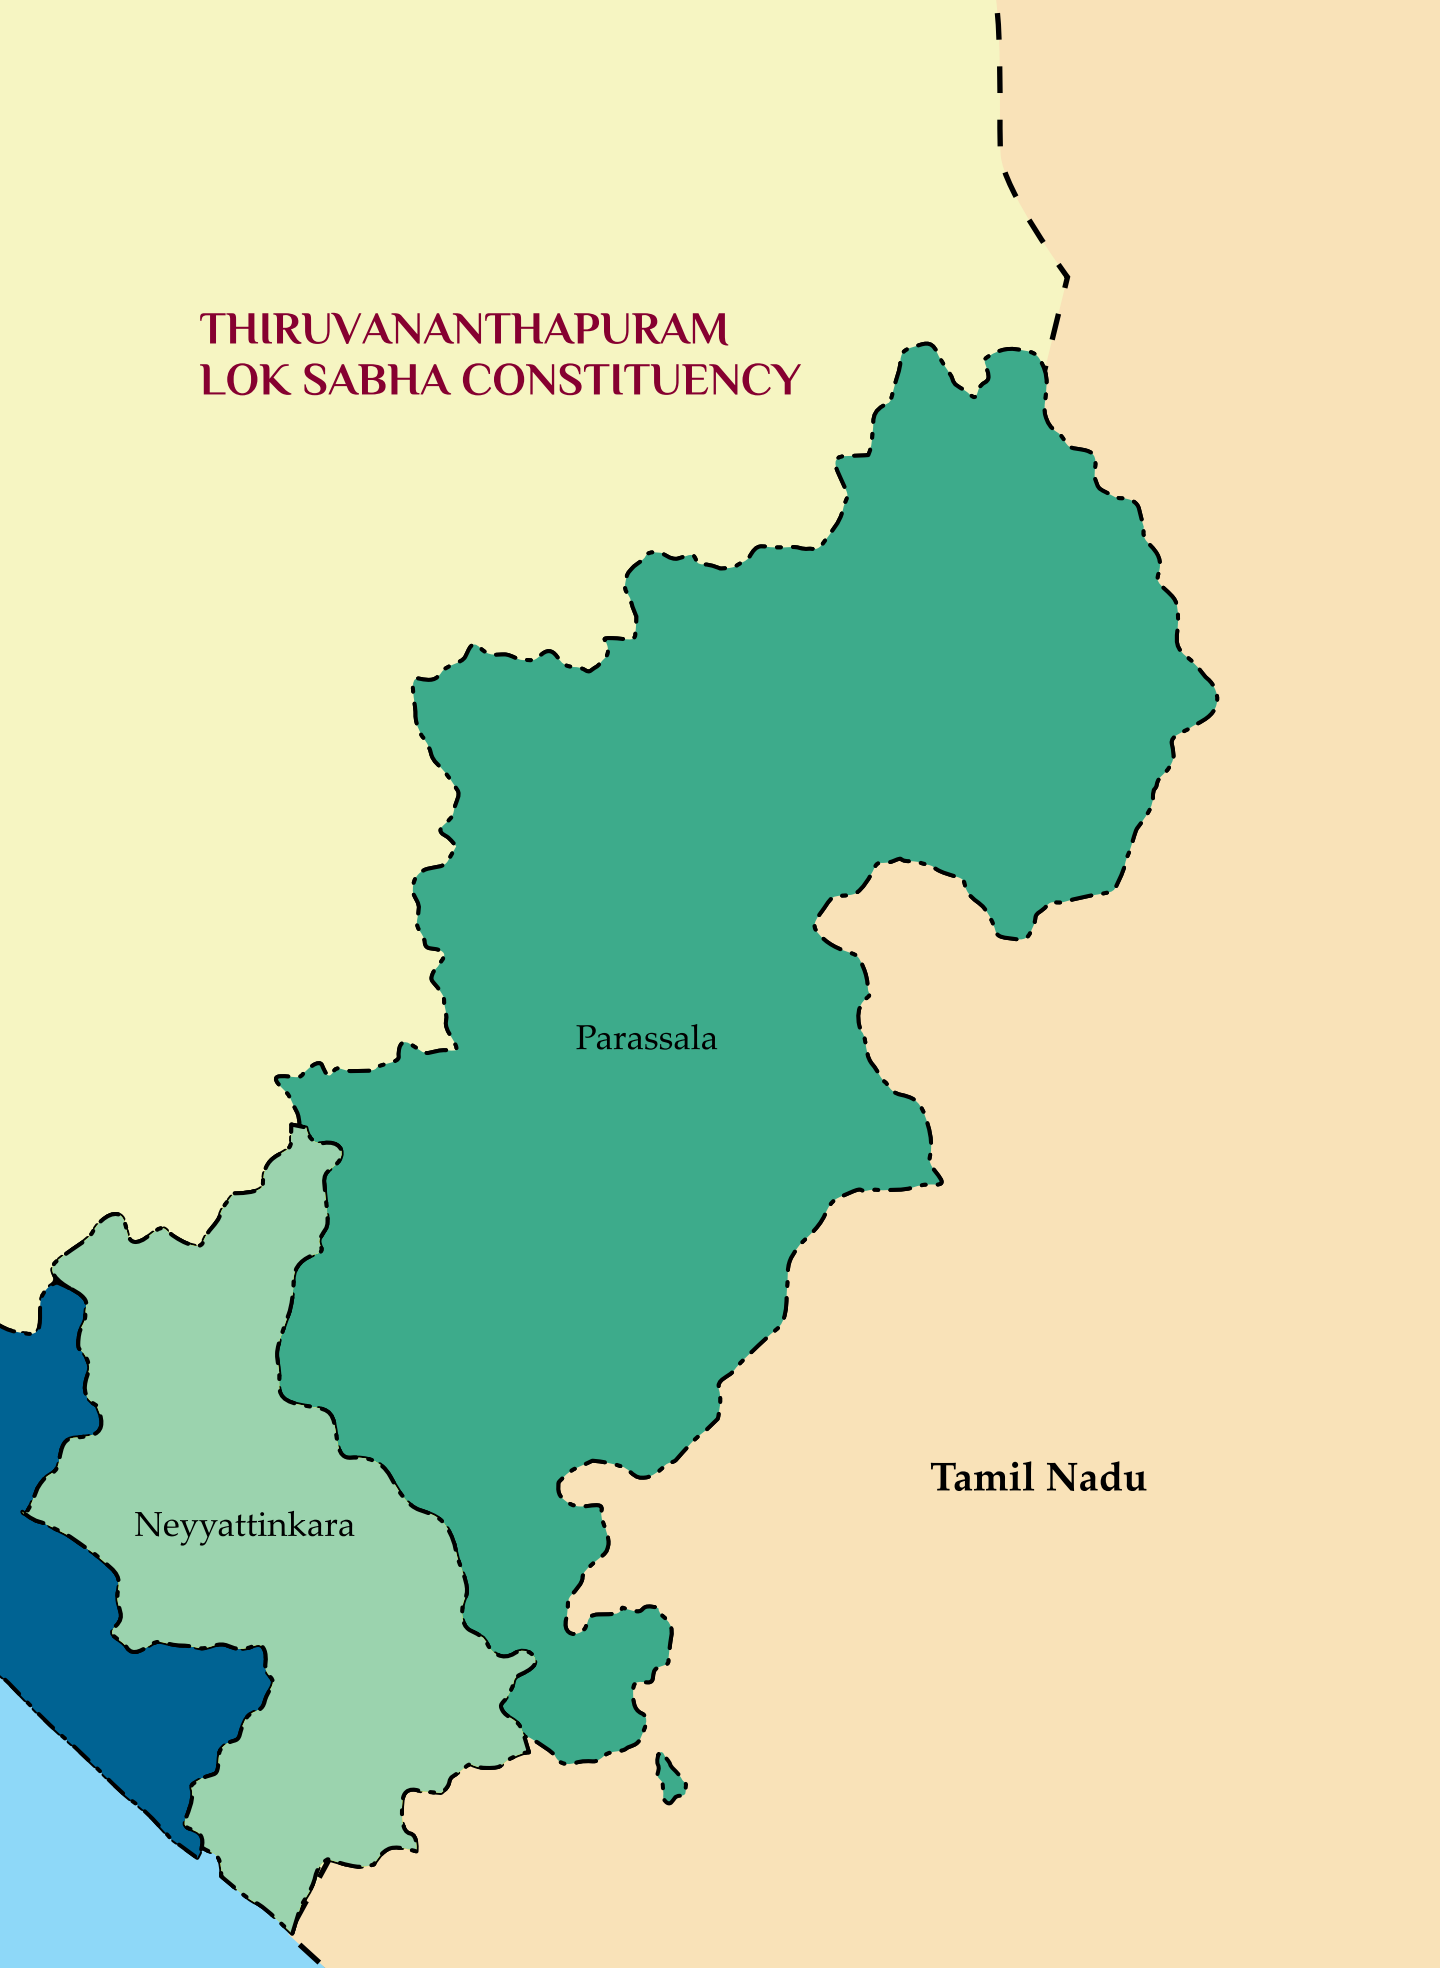 THIRUVANANTHAPURAM
LOK SABHA CONSTITUENCY
Parassala
Tamil Nadu
Neyyattinkara